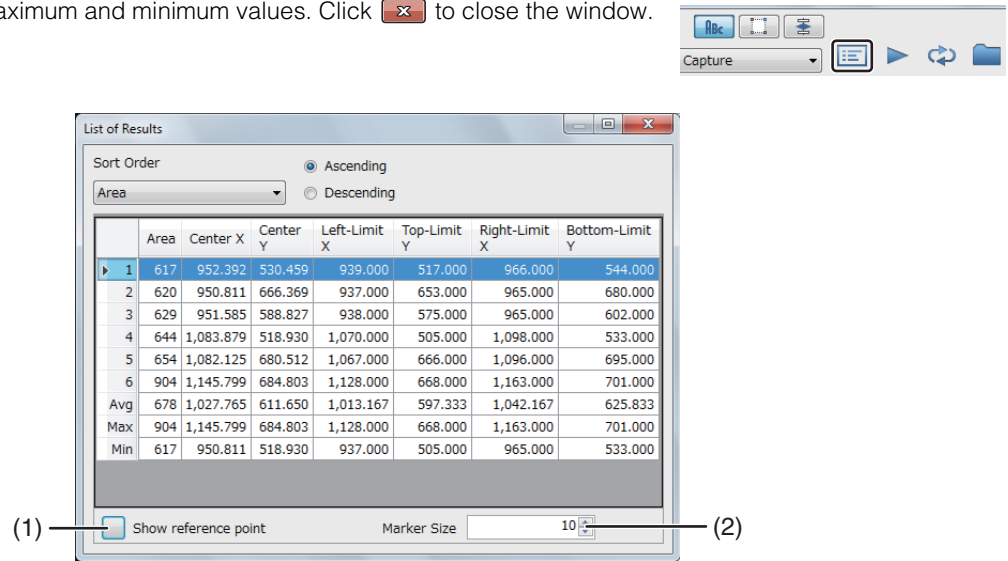 aximum and minimum values. Click to close the window.
ABc
Capture
List of Results
Sort Order
Ascending
Area
Descending
Area Center X Center Y Left-Limit X Top-Limit Y Right-Limit X Bottom-Limit Y
1 617 952.392 530.459 939.000 517.000 966.000 544.000
2 620 950.811 666.369 937.000 653.000 965.000 680.000
3 629 951.585 588.827 938.000 575.000 965.000 602.000
4 644 1,083.879 518.930 1,070.000 505.000 1,098.000 533.000
5 654 1,082.125 680.512 1,067.000 666.000 1,096.000 695.000
6 904 1,145.799 684.803 1,128.000 668.000 1,163.000 701.000
Avg 678 1,027.765 611.650 1,013.167 597.333 1,042.167 625.833
Max 904 1,145.799 684.803 1,128.000 668.000 1,163.000 701.000
Min 617 950.811 518.930 937.000 505.000 965.000 533.000
(1) Show reference point Marker Size 10 (2)